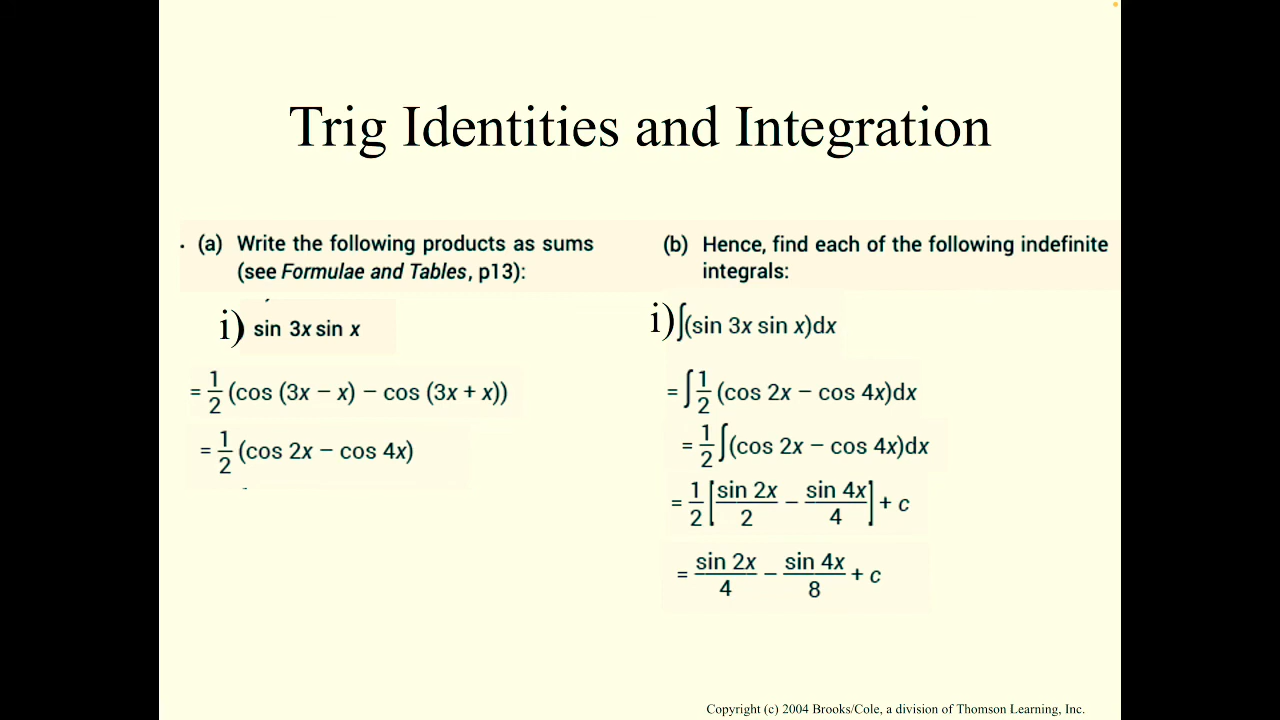 Trig Identities and Integration
(a) Write the following products as sums
(see Formulae and Tables, p13):
i) sin 3x sin x
= 1/2 (cos (3x − x) − cos (3x + x))
= 1/2 (cos 2x − cos 4x)
(b) Hence, find each of the following indefinite
integrals:
i) ∫(sin 3x sin x)dx
= ∫ 1/2 (cos 2x − cos 4x)dx
= 1/2 ∫(cos 2x − cos 4x)dx
= 1/2 [sin 2x/2 − sin 4x/4] + c
= sin 2x/4 − sin 4x/8 + c
Copyright (c) 2004 Brooks/Cole, a division of Thomson Learning, Inc.